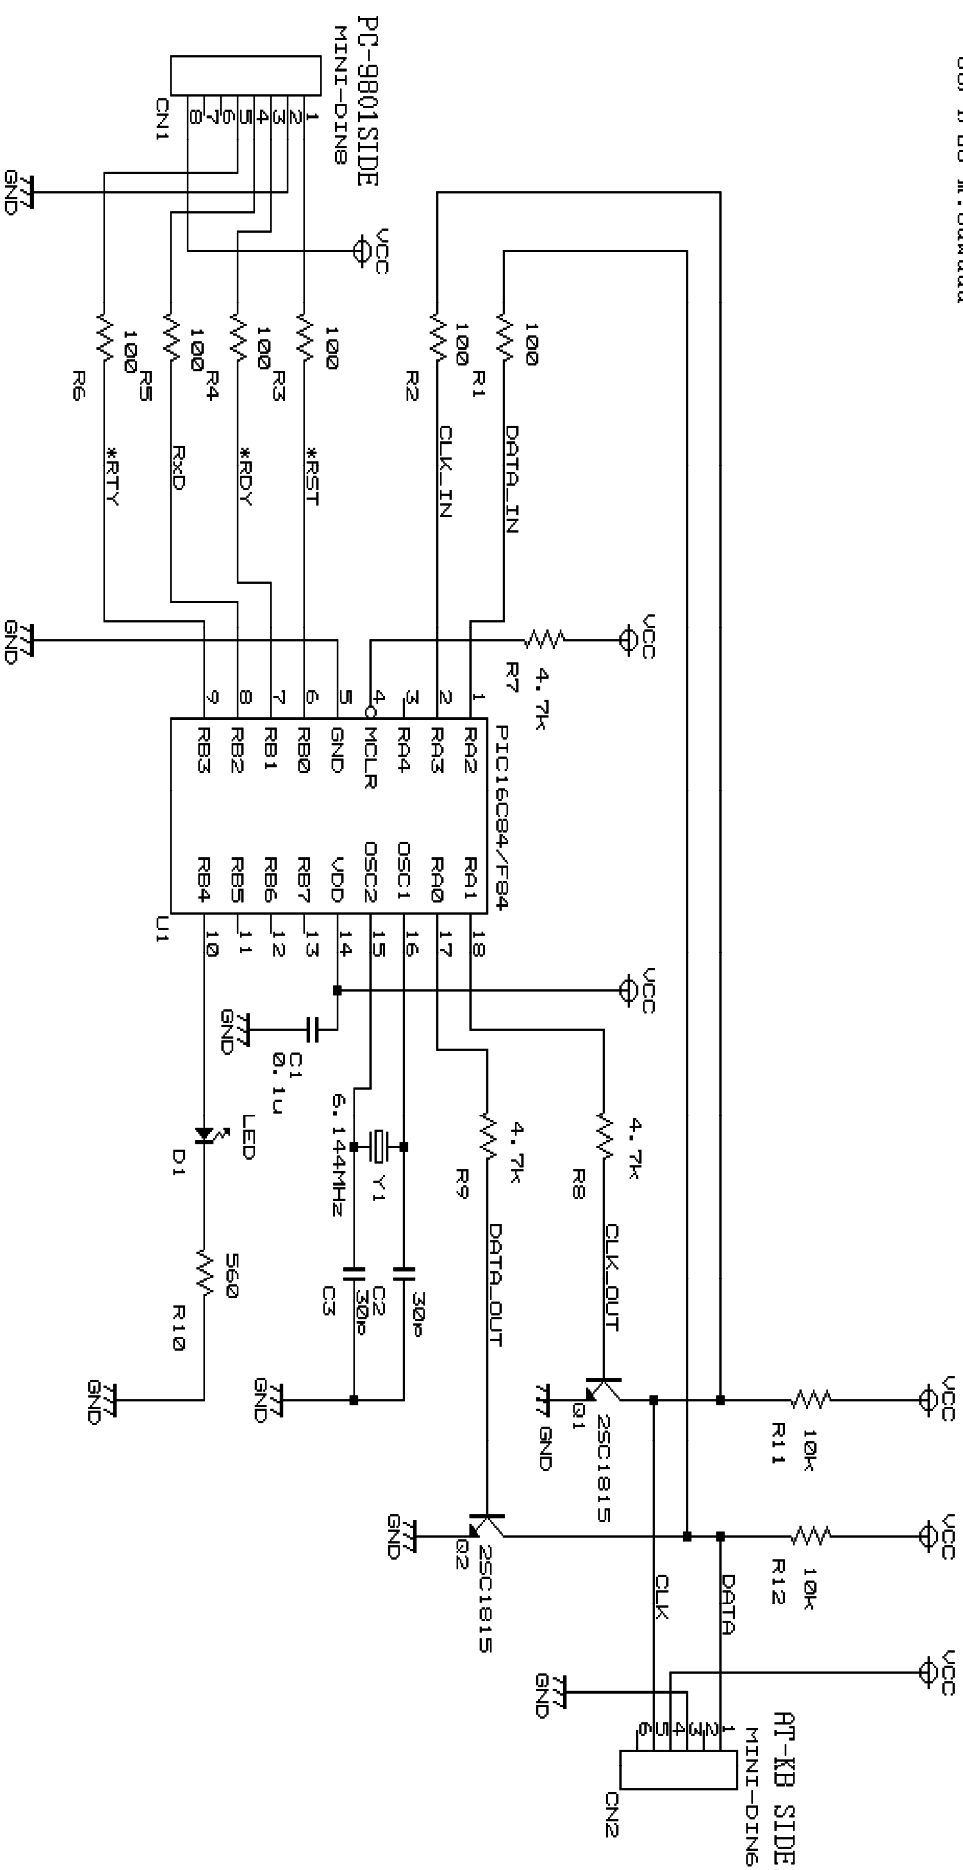 PC-9801SIDE
MINI-DIN8
CN1
1
2
3
4
5
6
7
8
GND
VCC
100
R1
100
R2
100
R3
100
R4
100
R5
100
R6
DATA_IN
CLK_IN
*RST
*RDY
RxD
*RTY
GND
VCC
4.7k
R7
PIC16C84/F84
U1
1
2
3
4
5
6
7
8
9
RA2
RA3
RA4
MCLR
GND
RB0
RB1
RB2
RB3
RA1
RA0
OSC1
OSC2
VDD
RB7
RB6
RB5
RB4
18
17
16
15
14
13
12
11
10
VCC
GND
C1
0.1u
6.144MHz
Y1
LED
D1
4.7k
R8
4.7k
R9
CLK_OUT
DATA_OUT
30p
C2
30p
C3
560
R10
GND
GND
2SC1815
Q1
GND
2SC1815
Q2
GND
VCC
10k
R11
VCC
10k
R12
DATA
CLK
VCC
GND
AT-KB SIDE
MINI-DIN6
1
2
3
4
5
6
CN2